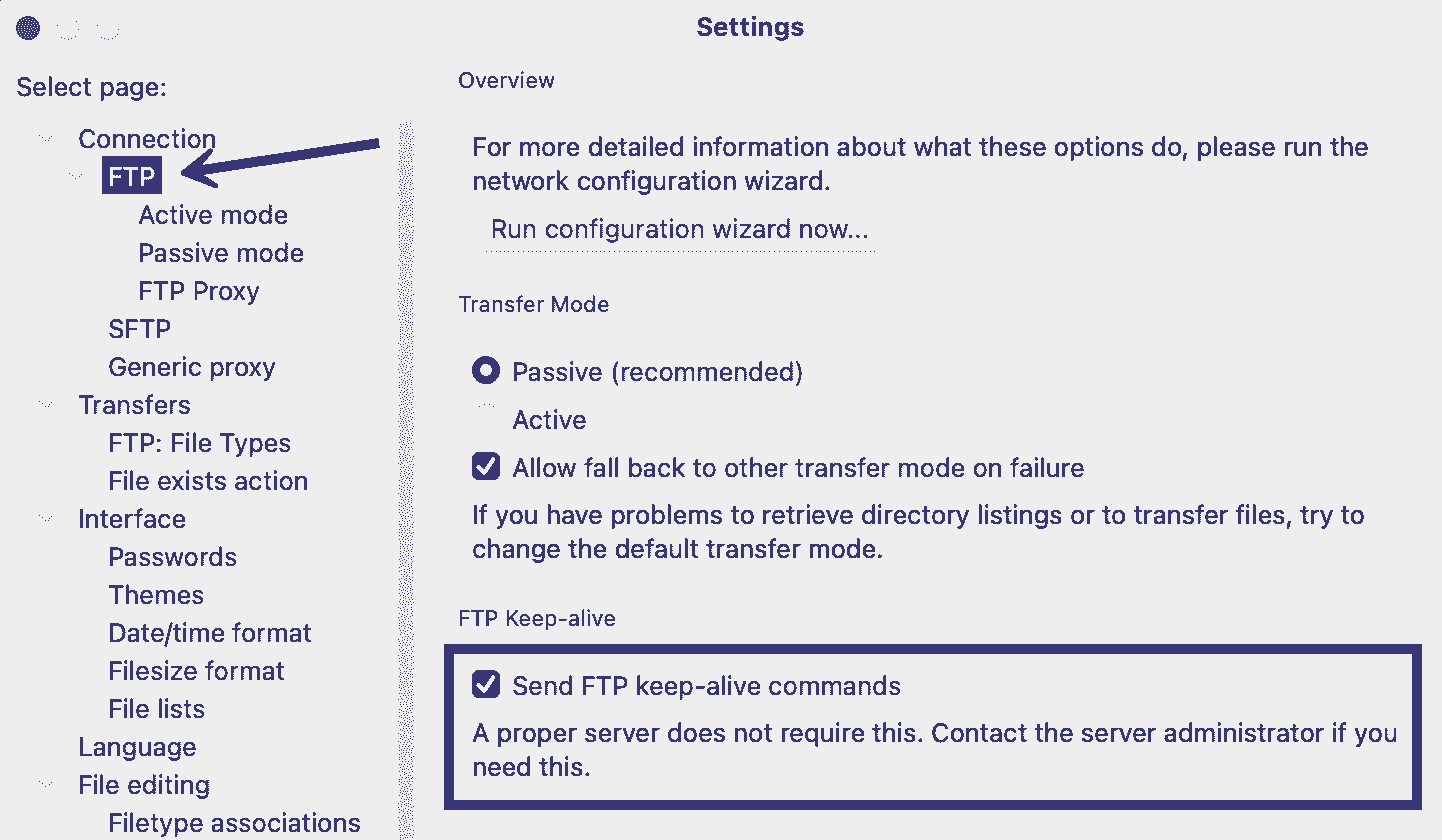 Settings
Select page:
Connection
FTP
Active mode
Passive mode
FTP Proxy
SFTP
Generic proxy
Transfers
FTP: File Types
File exists action
Interface
Passwords
Themes
Date/time format
Filesize format
File lists
Language
File editing
Filetype associations
Overview
For more detailed information about what these options do, please run the
network configuration wizard.
Run configuration wizard now...
Transfer Mode
Passive (recommended)
Active
Allow fall back to other transfer mode on failure
If you have problems to retrieve directory listings or to transfer files, try to
change the default transfer mode.
FTP Keep-alive
Send FTP keep-alive commands
A proper server does not require this. Contact the server administrator if you
need this.